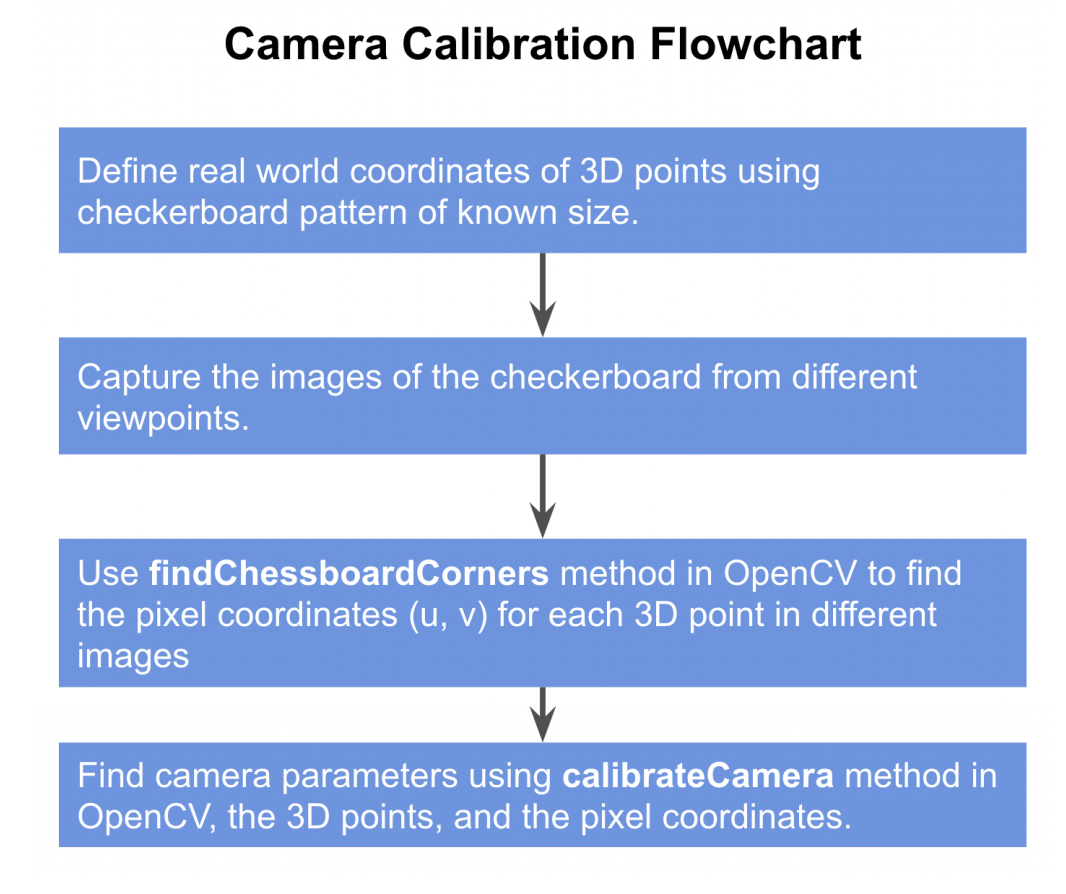 Camera Calibration Flowchart
Define real world coordinates of 3D points using
checkerboard pattern of known size.
Capture the images of the checkerboard from different
viewpoints.
Use findChessboardCorners method in OpenCV to find
the pixel coordinates (u, v) for each 3D point in different
images
Find camera parameters using calibrateCamera method in
OpenCV, the 3D points, and the pixel coordinates.